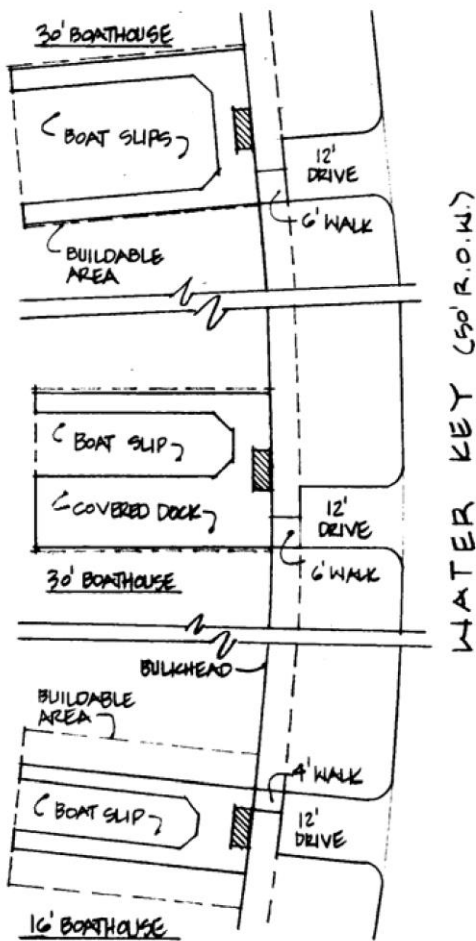 30' BOATHOUSE
BOAT SLIPS
12'
DRIVE
6' WALK
BUILDABLE
AREA
WATER KEY (50' R.O.W.)
BOAT SLIP
COVERED DOCK
12'
DRIVE
6' WALK
30' BOATHOUSE
BULKHEAD
BUILDABLE
AREA
4' WALK
BOAT SLIP
12'
DRIVE
16' BOATHOUSE